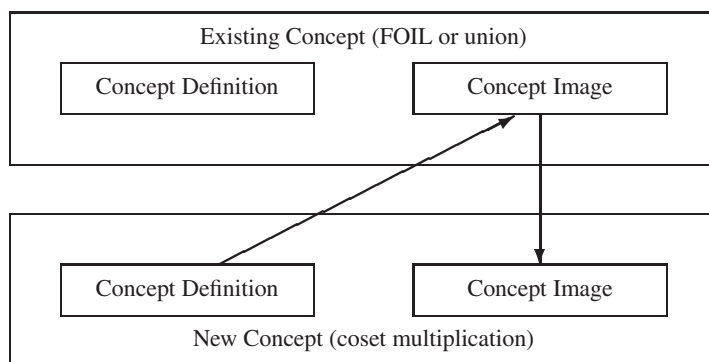 Existing Concept (FOIL or union)
Concept Definition
Concept Image
Concept Definition
Concept Image
New Concept (coset multiplication)